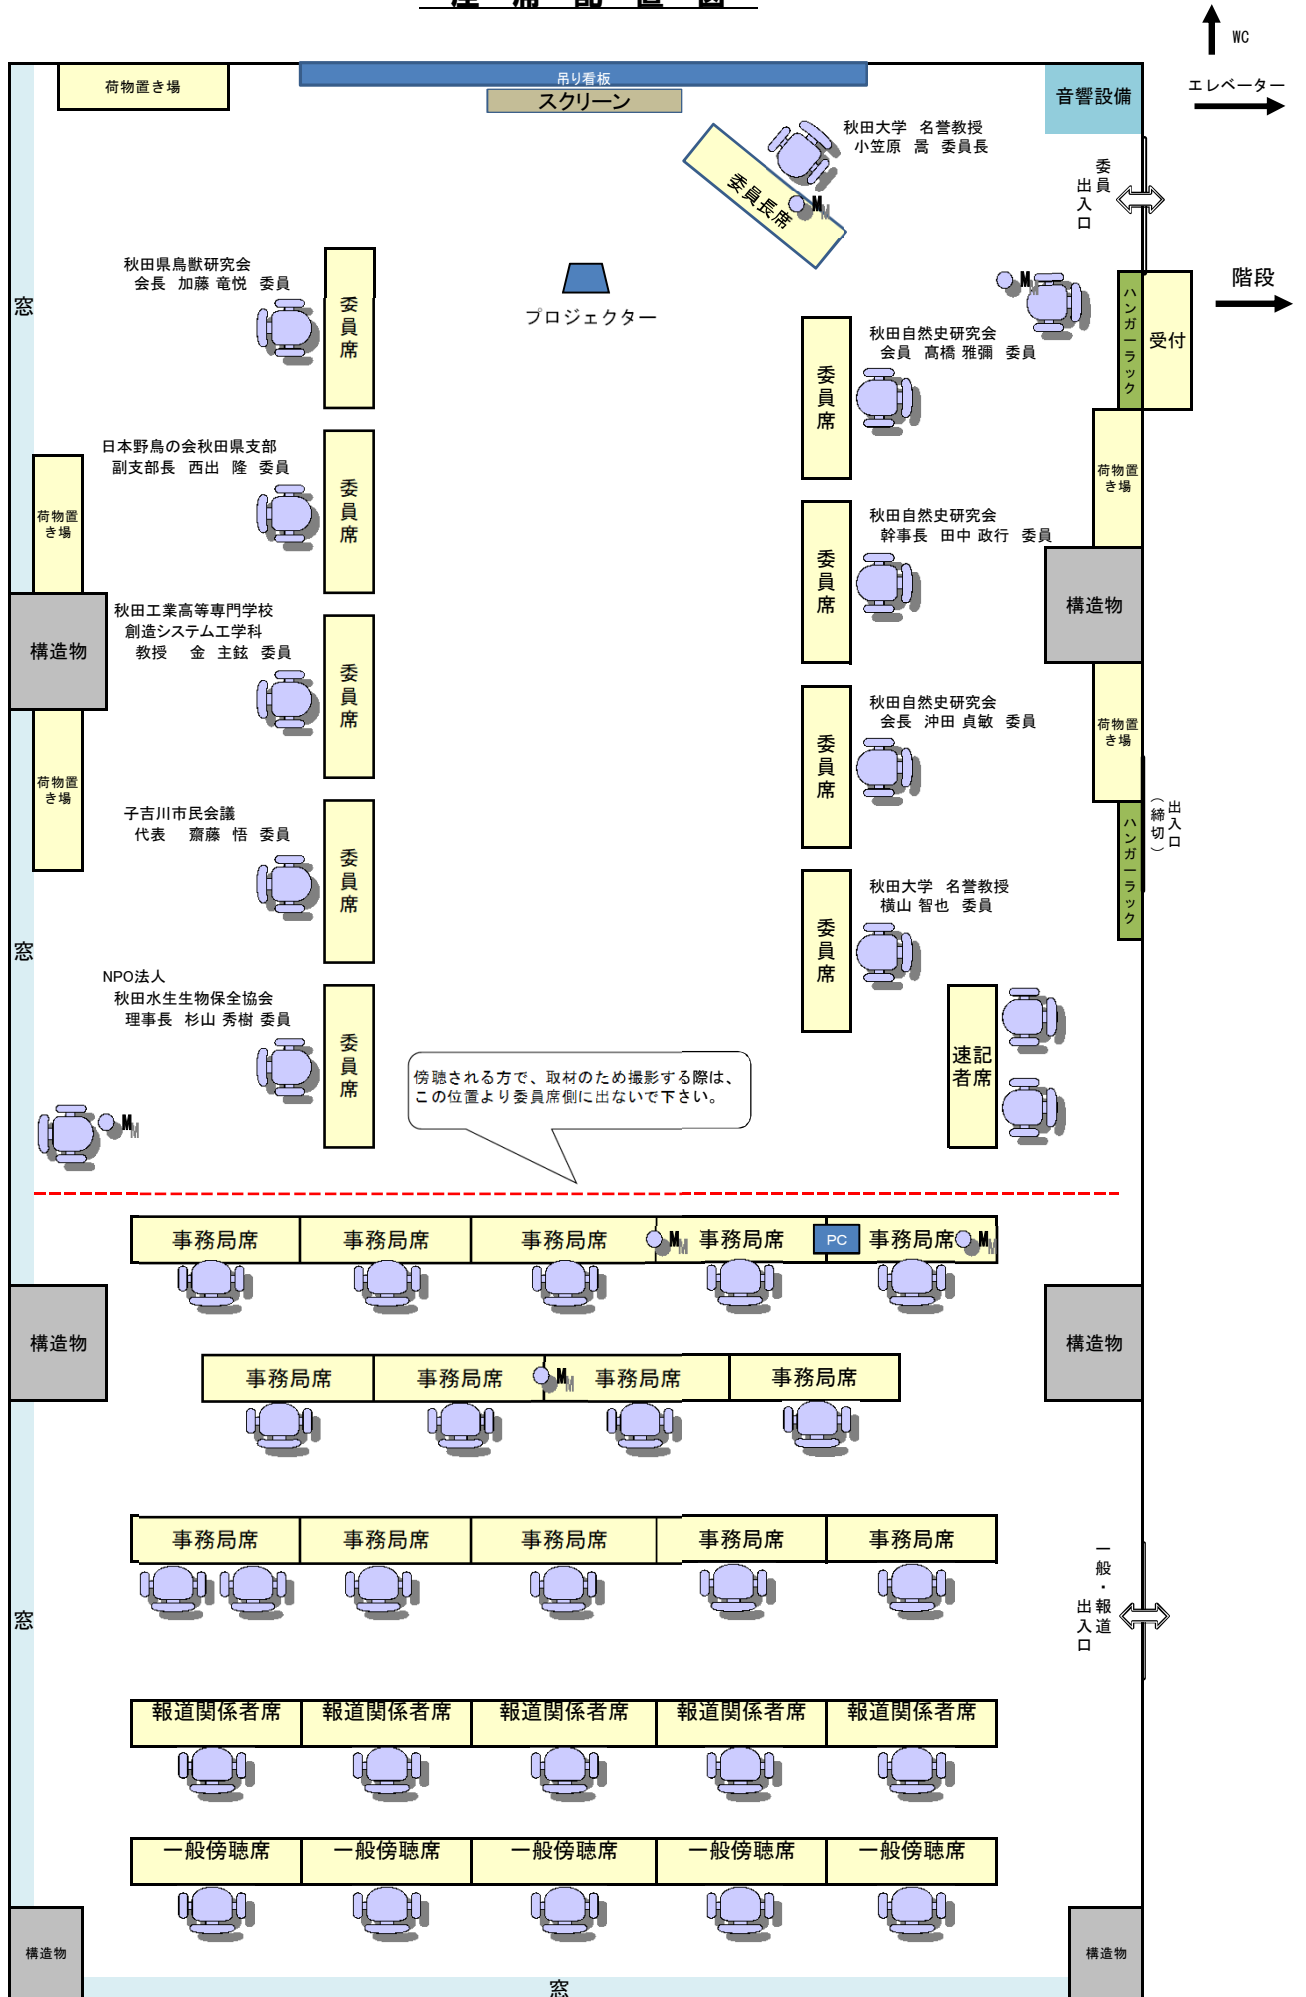 座席配置図
WC
荷物置き場
吊り看板
スクリーン
音響設備
エレベーター
秋田大学 名誉教授
小笠原 暠 委員長
委員長席
M
委員
出入口
秋田県鳥獣研究会
会長 加藤 竜悦 委員
委員席
窓
プロジェクター
M
ハンガーラック
受付
階段
秋田自然史研究会
会員 髙橋 雅彌 委員
委員席
日本野鳥の会秋田県支部
副支部長 西出 隆 委員
委員席
荷物置
き場
荷物置
き場
秋田自然史研究会
幹事長 田中 政行 委員
委員席
構造物
構造物
秋田工業高等専門学校
創造システム工学科
教授 金 主鉉 委員
委員席
秋田自然史研究会
会長 沖田 貞敏 委員
委員席
荷物置
き場
荷物置
き場
子吉川市民会議
代表 齋藤 悟 委員
委員席
出入口
（締切）
ハンガーラック
秋田大学 名誉教授
横山 智也 委員
委員席
窓
NPO法人
秋田水生生物保全協会
理事長 杉山 秀樹 委員
委員席
速記
者席
傍聴される方で、取材のため撮影する際は、
この位置より委員席側に出ないで下さい。
M
事務局席 事務局席 事務局席 M 事務局席 PC 事務局席 M
構造物
構造物
事務局席 事務局席 M 事務局席 事務局席
事務局席 事務局席 事務局席 事務局席 事務局席
窓
一般・報道
出入口
報道関係者席 報道関係者席 報道関係者席 報道関係者席 報道関係者席
一般傍聴席 一般傍聴席 一般傍聴席 一般傍聴席 一般傍聴席
構造物
構造物
窓